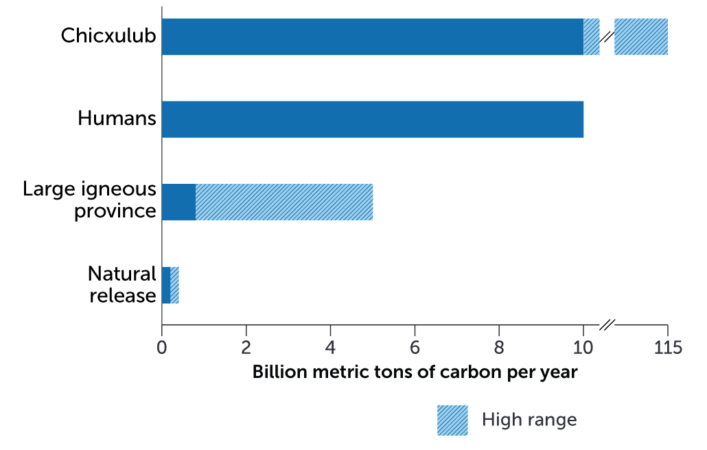 Chicxulub
Humans
Large igneous
province
Natural
release
0 2 4 6 8 10 115
Billion metric tons of carbon per year
High range